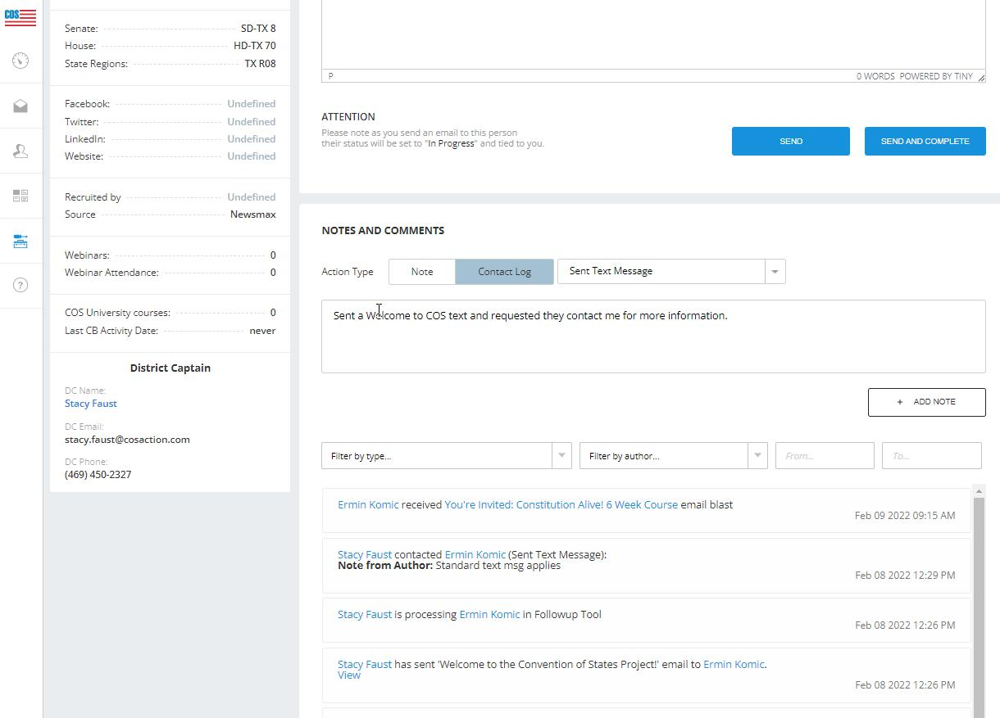 COS
Senate: SD-TX 8
House: HD-TX 70
State Regions: TX R08
Facebook: Undefined
Twitter: Undefined
LinkedIn: Undefined
Website: Undefined
Recruited by Undefined
Source Newsmax
Webinars: 0
Webinar Attendance: 0
COS University courses: 0
Last CB Activity Date: never
District Captain
DC Name:
Stacy Faust
DC Email:
stacy.faust@cosaction.com
DC Phone:
(469) 450-2327
P 0 WORDS POWERED BY TINY
ATTENTION
Please note as you send an email to this person
their status will be set to "In Progress" and tied to you.
SEND SEND AND COMPLETE
NOTES AND COMMENTS
Action Type Note Contact Log Sent Text Message
Sent a Welcome to COS text and requested they contact me for more information.
+ ADD NOTE
Filter by type... Filter by author... From... To...
Ermin Komic received You're Invited: Constitution Alive! 6 Week Course email blast
Feb 09 2022 09:15 AM
Stacy Faust contacted Ermin Komic (Sent Text Message):
Note from Author: Standard text msg applies
Feb 08 2022 12:29 PM
Stacy Faust is processing Ermin Komic in Followup Tool
Feb 08 2022 12:26 PM
Stacy Faust has sent 'Welcome to the Convention of States Project!' email to Ermin Komic.
View
Feb 08 2022 12:26 PM